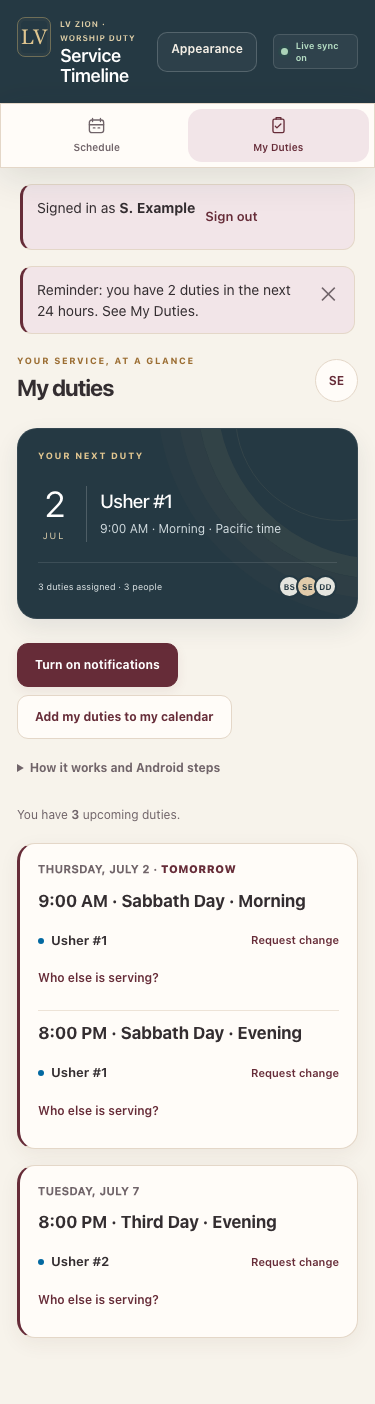 LV
LV ZION ·
WORSHIP DUTY
Service
Timeline
Appearance
Live sync
on
Schedule
My Duties
Signed in as S. Example
Sign out
Reminder: you have 2 duties in the next
24 hours. See My Duties.
YOUR SERVICE, AT A GLANCE
My duties
SE
YOUR NEXT DUTY
2
JUL
Usher #1
9:00 AM · Morning · Pacific time
3 duties assigned · 3 people
BS SE DD
Turn on notifications
Add my duties to my calendar
How it works and Android steps
You have 3 upcoming duties.
THURSDAY, JULY 2 · TOMORROW
9:00 AM · Sabbath Day · Morning
Usher #1
Request change
Who else is serving?
8:00 PM · Sabbath Day · Evening
Usher #1
Request change
Who else is serving?
TUESDAY, JULY 7
8:00 PM · Third Day · Evening
Usher #2
Request change
Who else is serving?